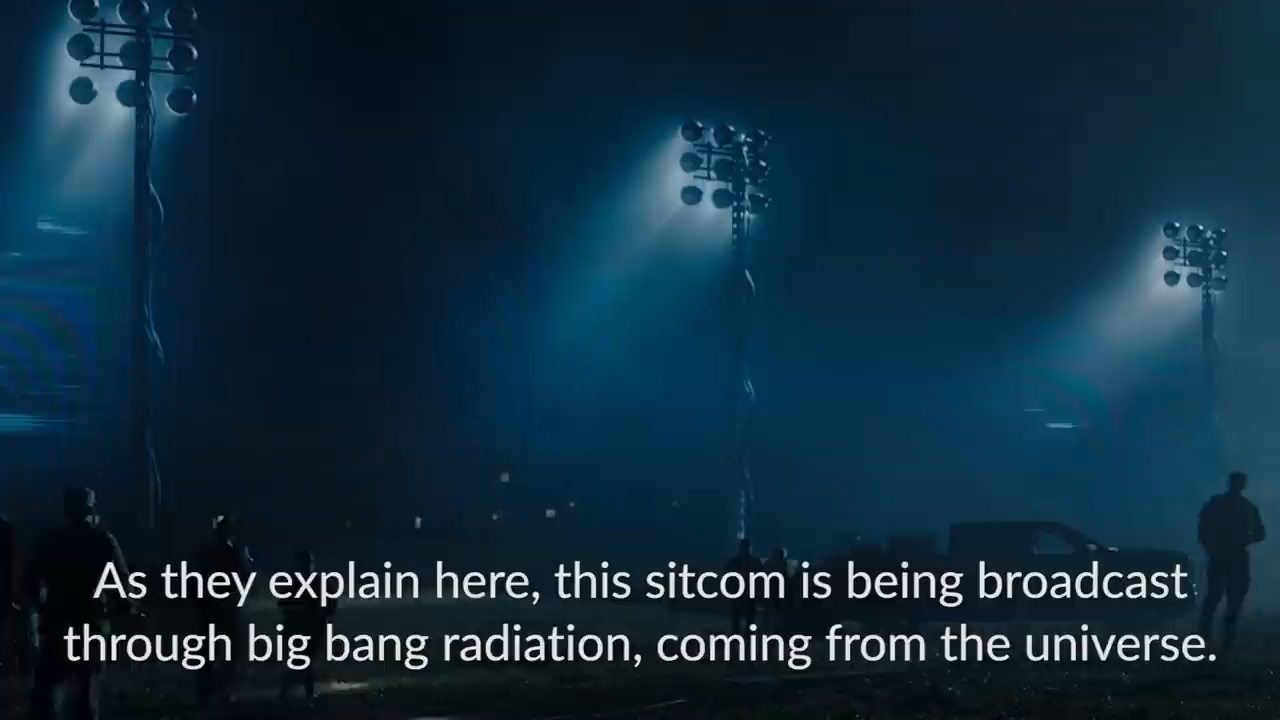 As they explain here, this sitcom is being broadcast
through big bang radiation, coming from the universe.